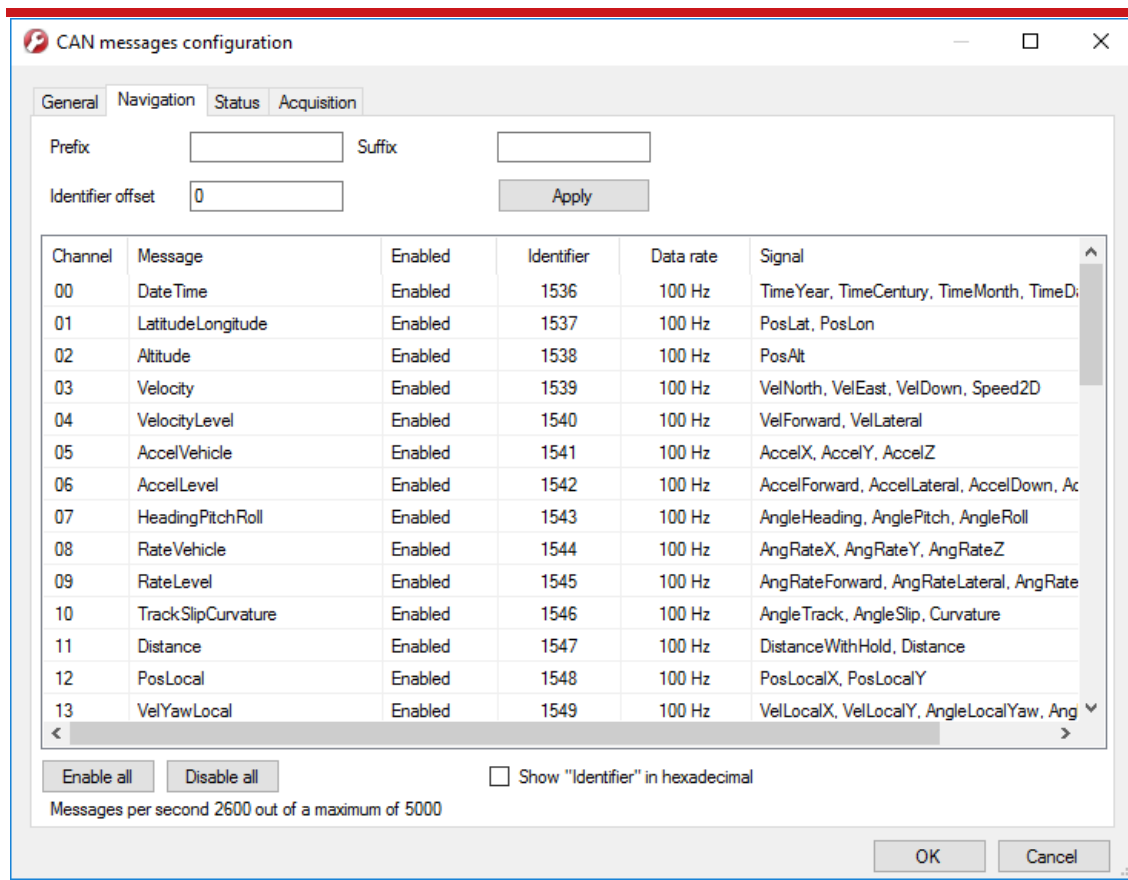 CAN messages configuration
General Navigation Status Acquisition
Prefix Suffix
Identifier offset 0 Apply
Channel Message Enabled Identifier Data rate Signal
00 DateTime Enabled 1536 100 Hz TimeYear, TimeCentury, TimeMonth, TimeDa
01 LatitudeLongitude Enabled 1537 100 Hz PosLat, PosLon
02 Altitude Enabled 1538 100 Hz PosAlt
03 Velocity Enabled 1539 100 Hz VelNorth, VelEast, VelDown, Speed2D
04 VelocityLevel Enabled 1540 100 Hz VelForward, VelLateral
05 AccelVehicle Enabled 1541 100 Hz AccelX, AccelY, AccelZ
06 AccelLevel Enabled 1542 100 Hz AccelForward, AccelLateral, AccelDown, Ac
07 HeadingPitchRoll Enabled 1543 100 Hz AngleHeading, AnglePitch, AngleRoll
08 RateVehicle Enabled 1544 100 Hz AngRateX, AngRateY, AngRateZ
09 RateLevel Enabled 1545 100 Hz AngRateForward, AngRateLateral, AngRate
10 TrackSlipCurvature Enabled 1546 100 Hz AngleTrack, AngleSlip, Curvature
11 Distance Enabled 1547 100 Hz DistanceWithHold, Distance
12 PosLocal Enabled 1548 100 Hz PosLocalX, PosLocalY
13 VelYawLocal Enabled 1549 100 Hz VelLocalX, VelLocalY, AngleLocalYaw, Ang
Enable all Disable all Show "Identifier" in hexadecimal
Messages per second 2600 out of a maximum of 5000
OK Cancel